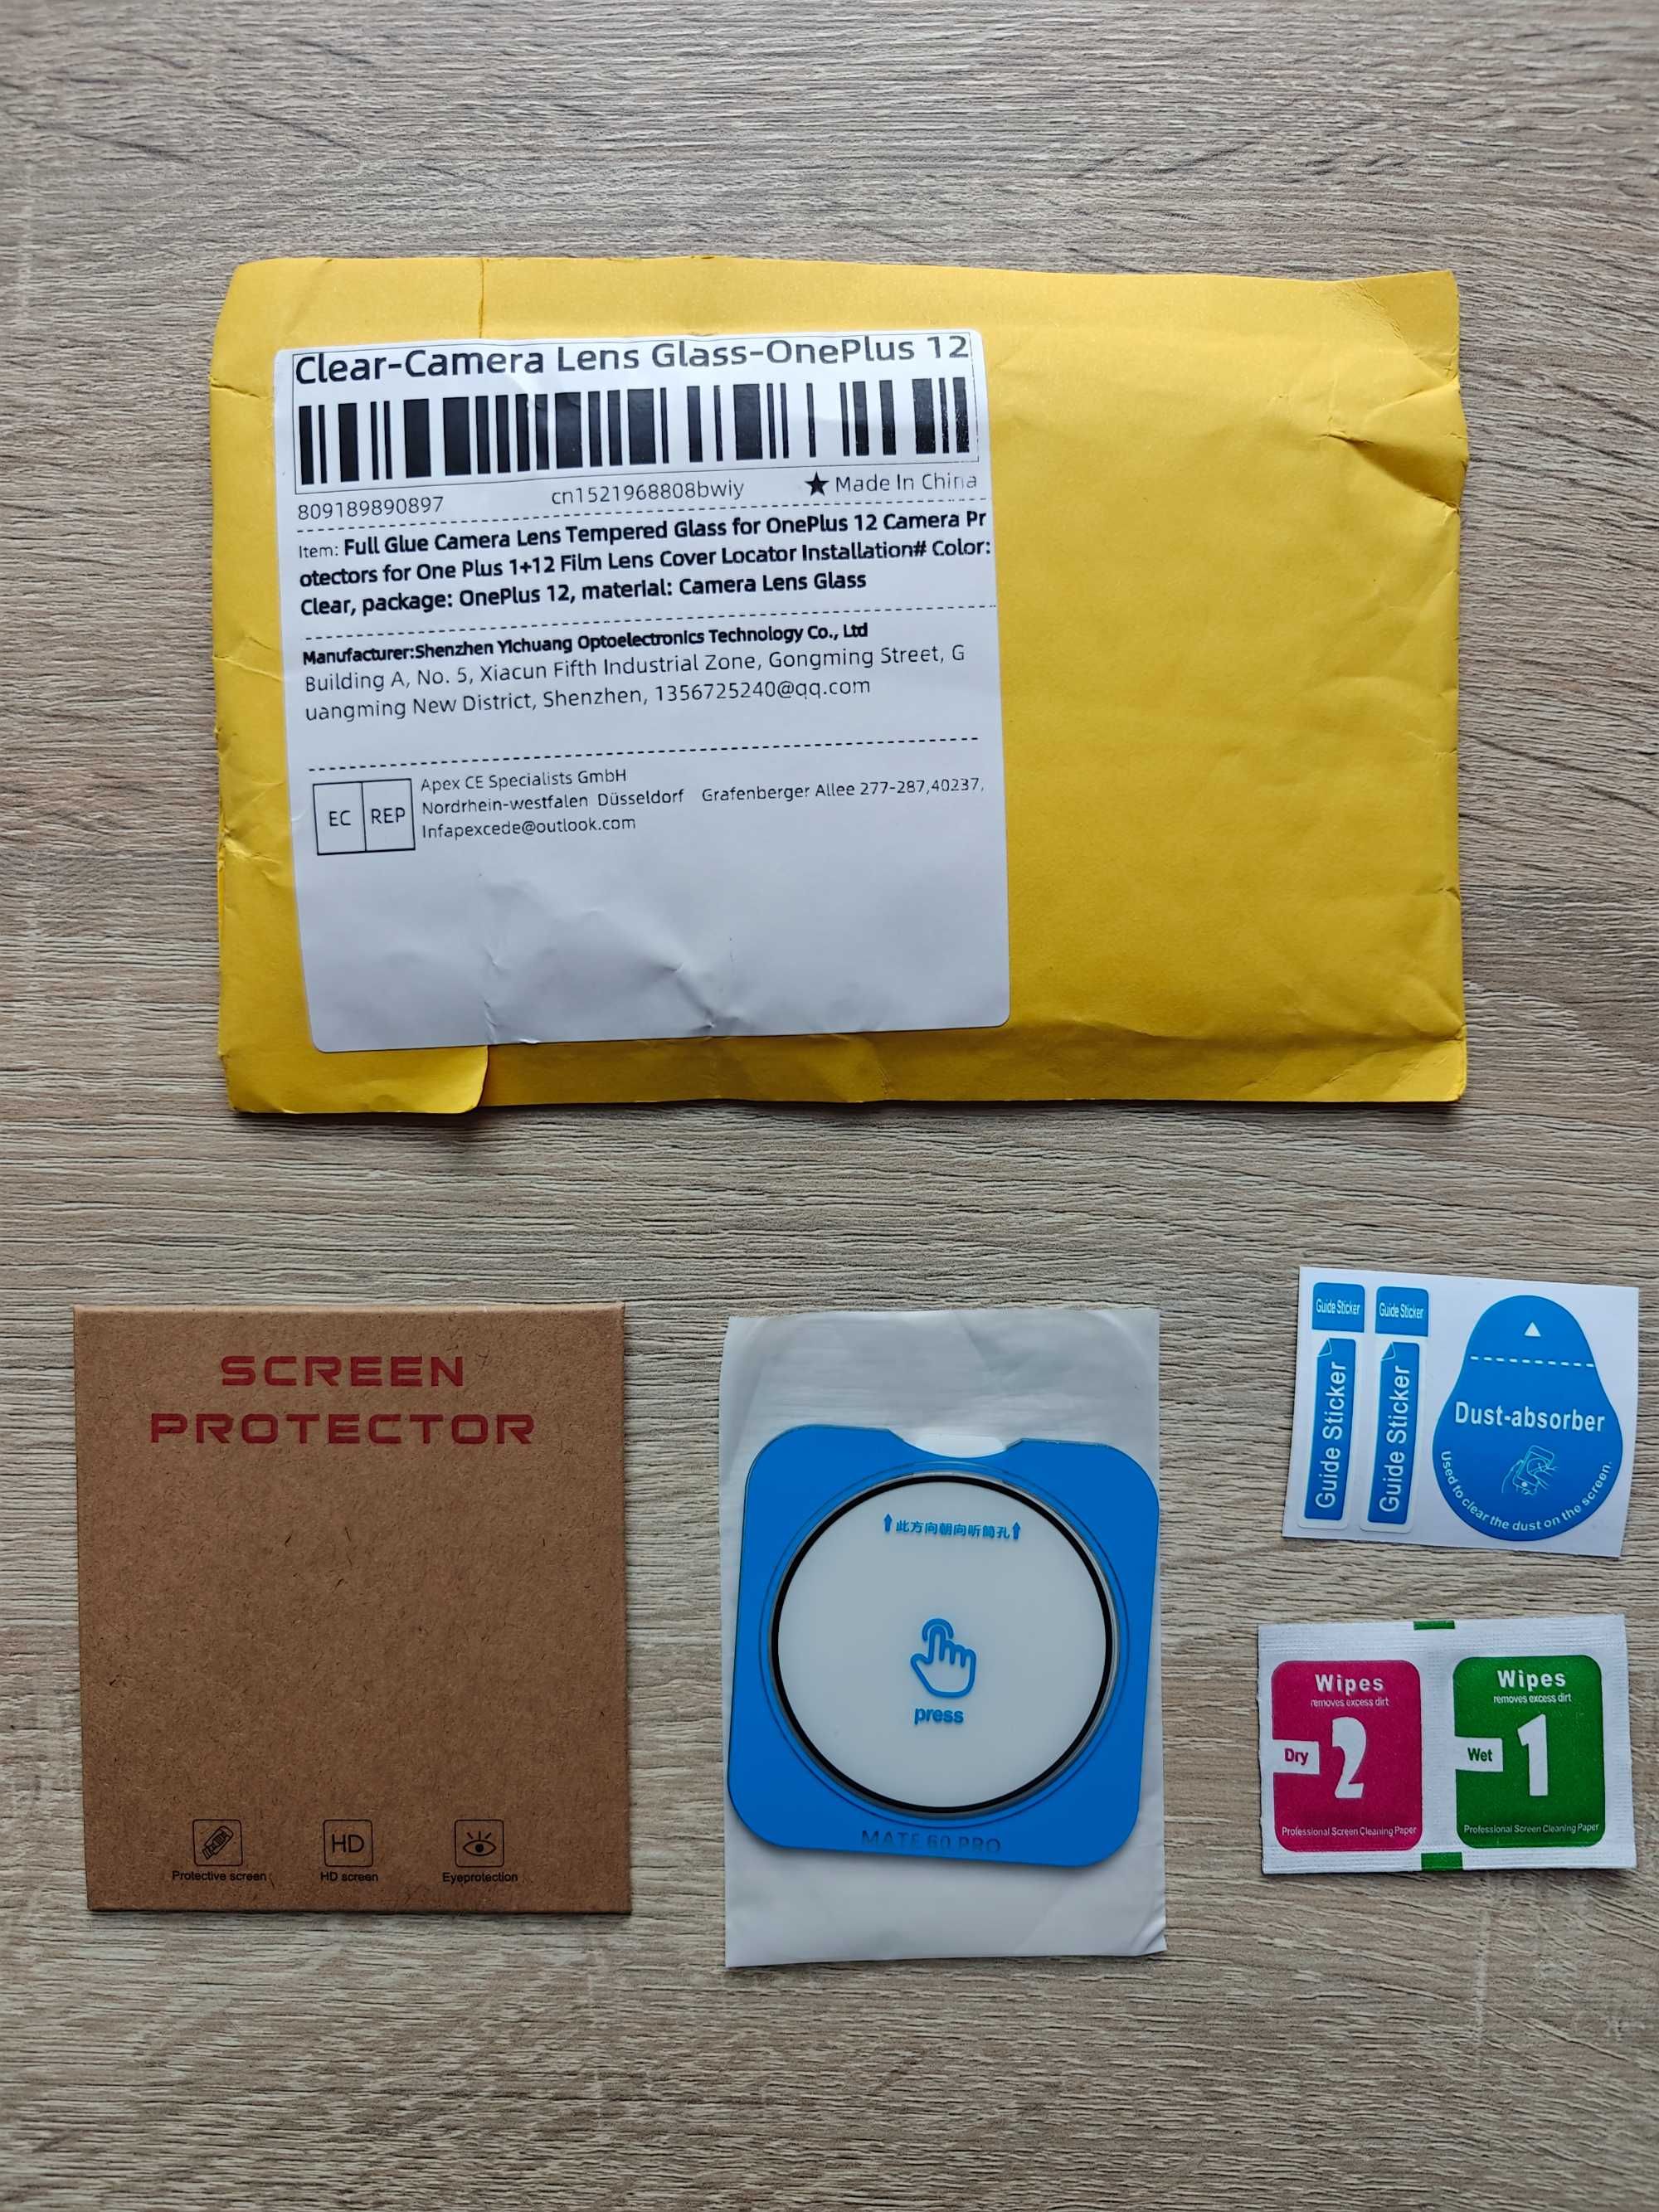 Clear-Camera Lens Glass-OnePlus 12
809189890897
cn1521968808bwiy
★ Made In China
Item: Full Glue Camera Lens Tempered Glass for OnePlus 12 Camera Pr
otectors for One Plus 1+12 Film Lens Cover Locator Installation# Color:
Clear, package: OnePlus 12, material: Camera Lens Glass
Manufacturer:Shenzhen Yichuang Optoelectronics Technology Co., Ltd
Building A, No. 5, Xiacun Fifth Industrial Zone, Gongming Street, G
uangming New District, Shenzhen, 1356725240@qq.com
EC REP
Apex CE Specialists GmbH
Nordrhein-westfalen Düsseldorf Grafenberger Allee 277-287,40237,
Infapexcede@outlook.com
SCREEN
PROTECTOR
HD
Protective screen
HD screen
Eyeprotection
此方向朝向听筒孔
press
MATE 60 PRO
Guide Sticker
Guide Sticker
Guide Sticker
Guide Sticker
Dust-absorber
Used to clear the dust on the screen.
Wipes
removes excess dirt
Dry
2
Professional Screen Cleaning Paper
Wipes
removes excess dirt
Wet
1
Professional Screen Cleaning Paper